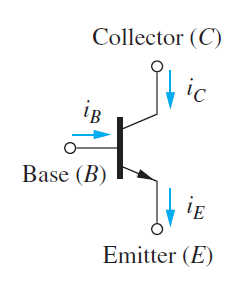 Collector (C)
iC
iB
Base (B)
iE
Emitter (E)